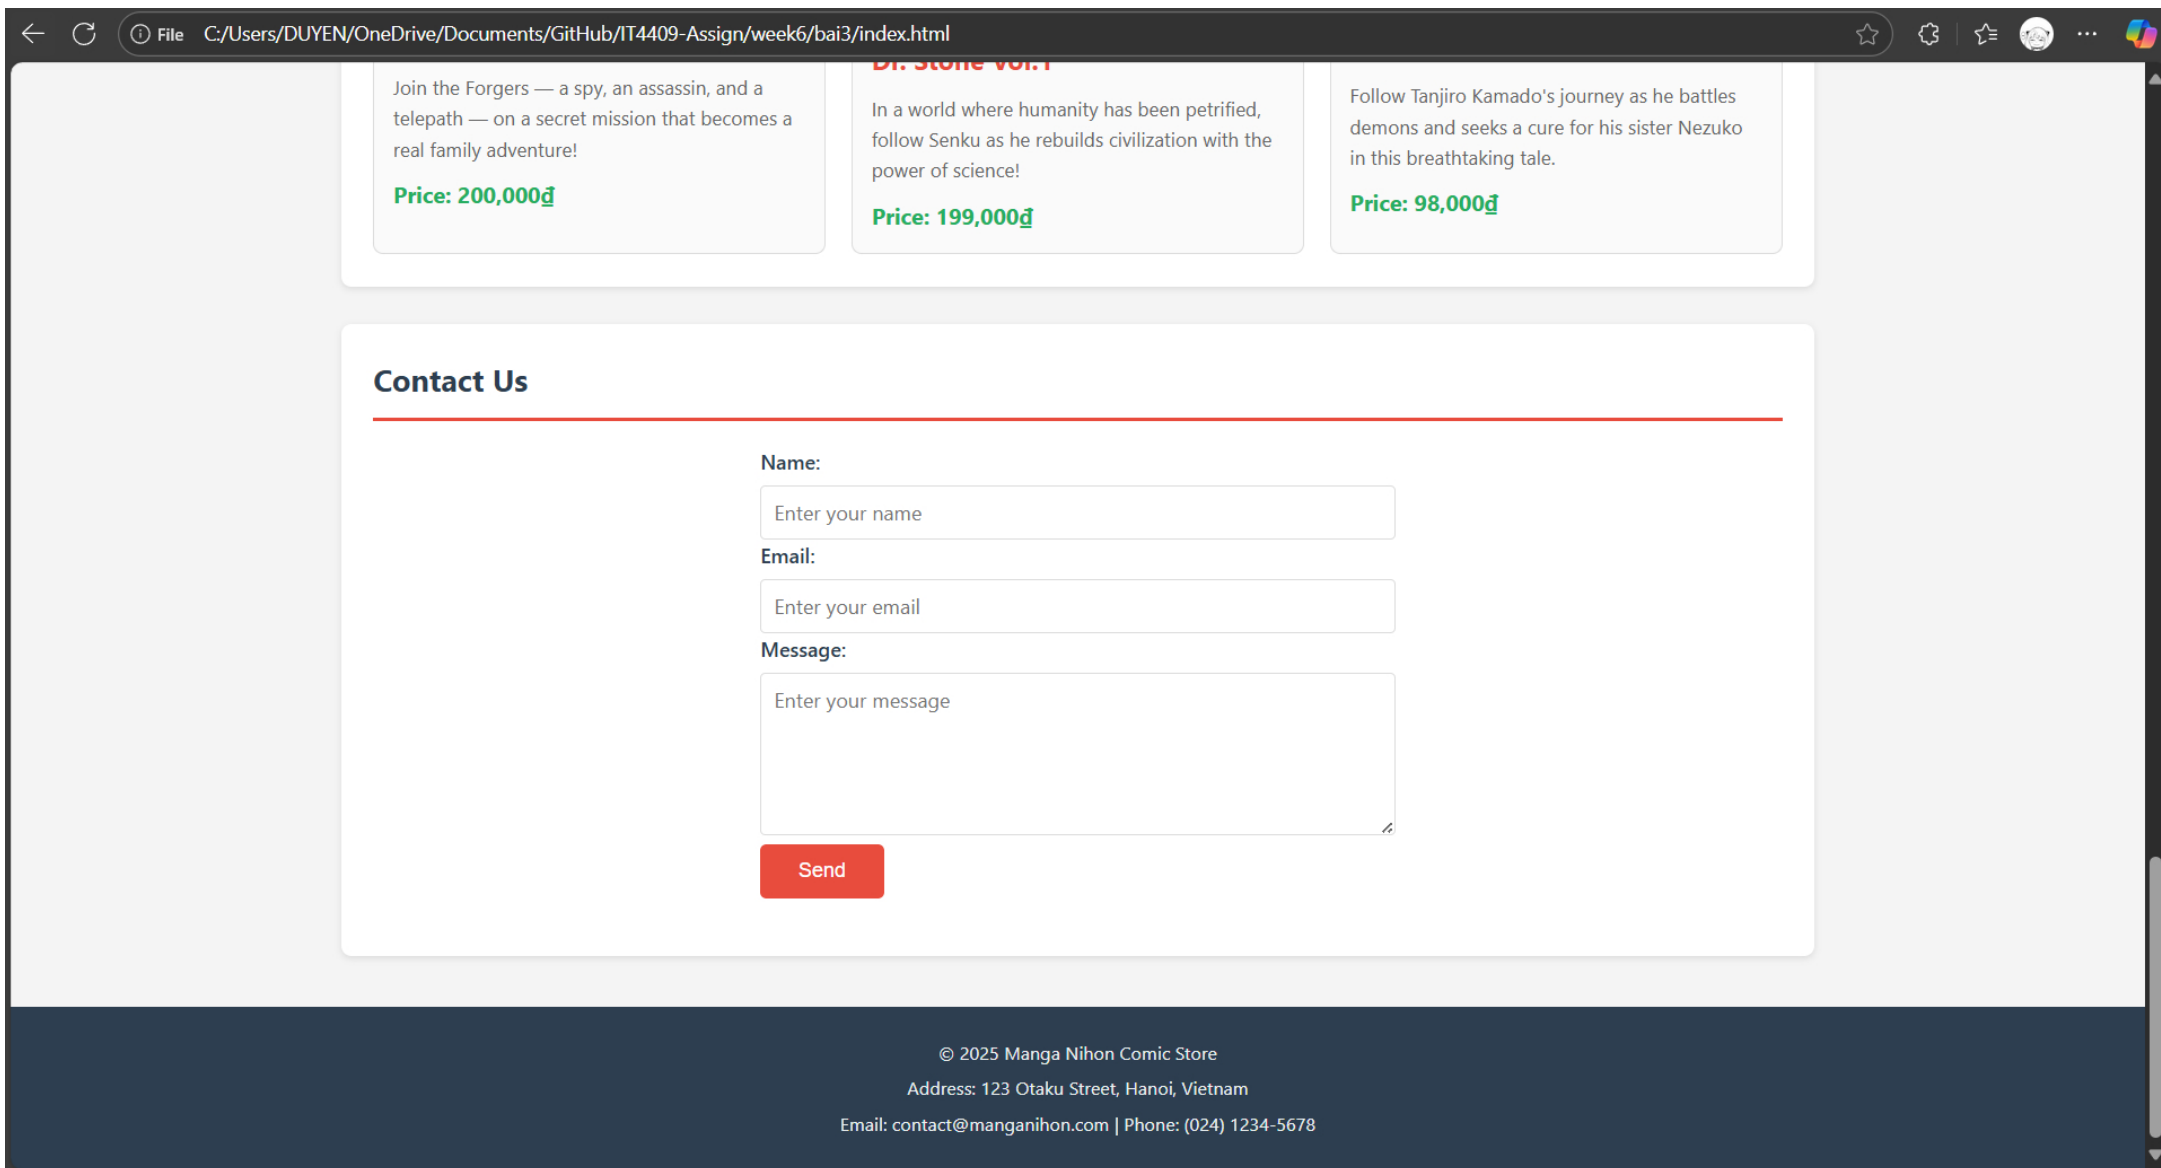 File C:/Users/DUYEN/OneDrive/Documents/GitHub/IT4409-Assign/week6/bai3/index.html
Join the Forgers — a spy, an assassin, and a
telepath — on a secret mission that becomes a
real family adventure!
Price: 200,000₫
Dr. Stone Vol.1
In a world where humanity has been petrified,
follow Senku as he rebuilds civilization with the
power of science!
Price: 199,000₫
Follow Tanjiro Kamado's journey as he battles
demons and seeks a cure for his sister Nezuko
in this breathtaking tale.
Price: 98,000₫
Contact Us
Name:
Enter your name
Email:
Enter your email
Message:
Enter your message
Send
© 2025 Manga Nihon Comic Store
Address: 123 Otaku Street, Hanoi, Vietnam
Email: contact@manganihon.com | Phone: (024) 1234-5678